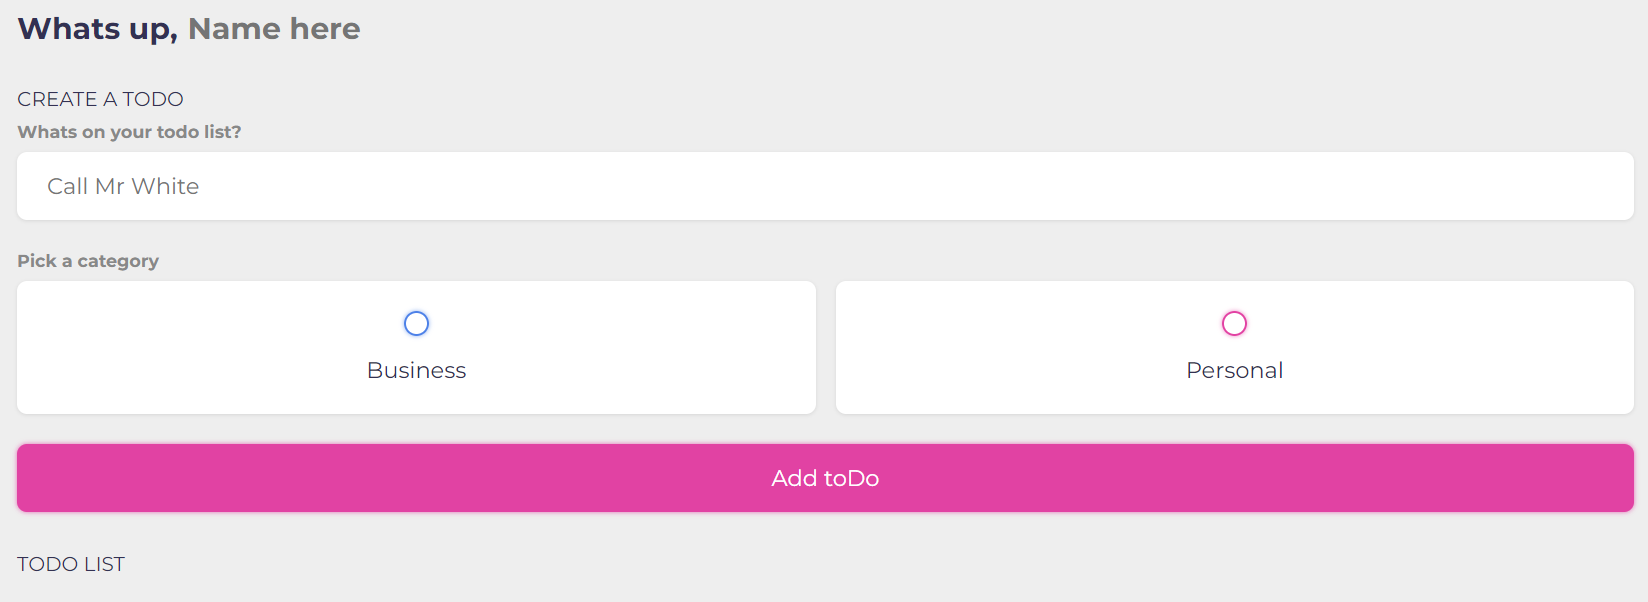 Whats up, Name here
CREATE A TODO
Whats on your todo list?
Call Mr White
Pick a category
Business Personal
Add toDo
TODO LIST